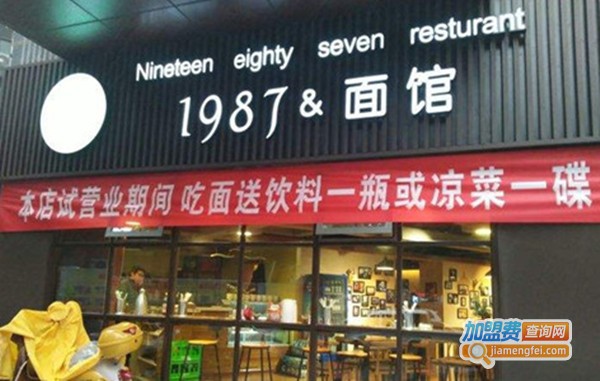 Nineteen eighty seven resturant
1987&面馆
本店试营业期间 吃面送饮料一瓶或凉菜一碟
加盟费查询网
jiamengfei.com